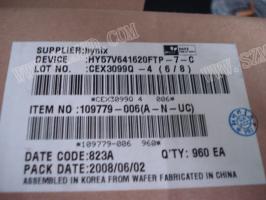 SUPPLIER:hynix
DEVICE :HY57V641620FTP-7-C
LOT NO. :CEX3099Q-4 (6/8)
*CEX3099Q 4 006*
ITEM NO :109779-006(A-N-UC)
*109779-006 960*
DATE CODE:823A
Q'TY: 960 EA
PACK DATE:2008/06/02
ASSEMBLED IN KOREA FROM WAFER FABRICATED IN CHINA